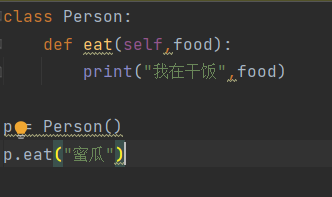 class Person:
    def eat(self,food):
        print("我在干饭",food)
p = Person()
p.eat("蜜瓜")